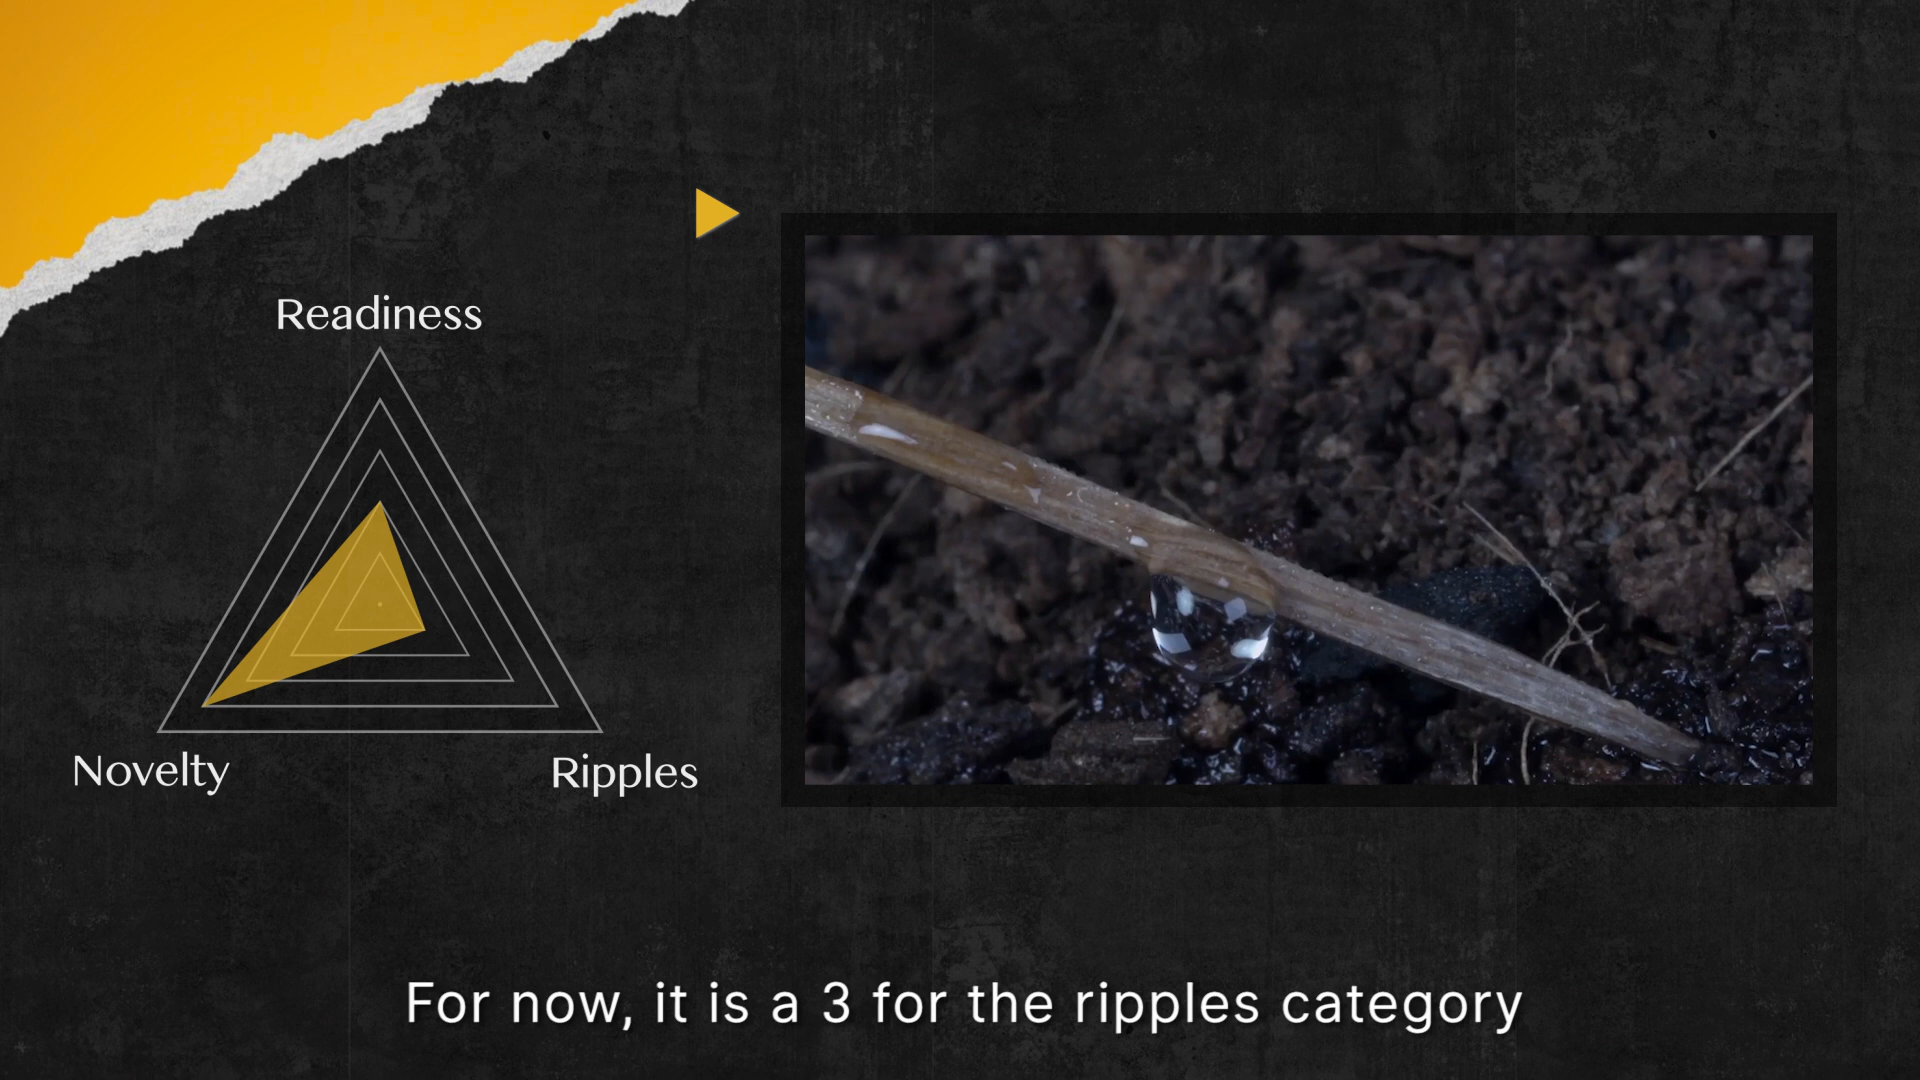 Readiness
Novelty
Ripples
For now, it is a 3 for the ripples category